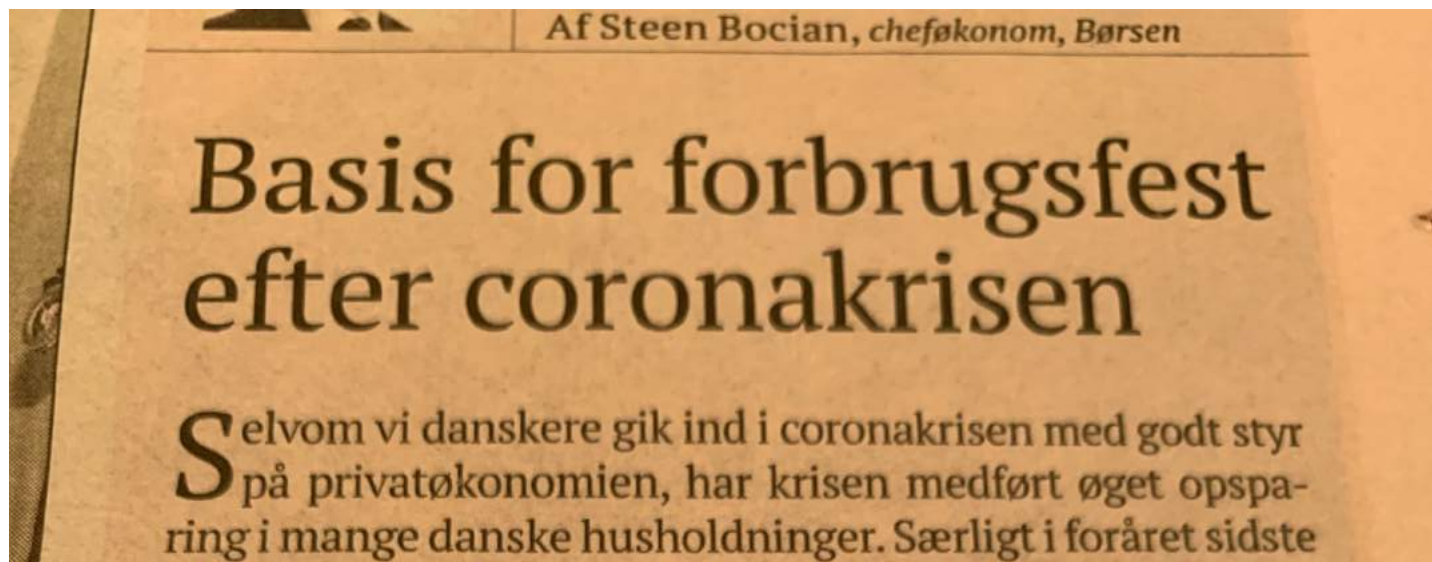 Af Steen Bocian, cheføkonom, Børsen
Basis for forbrugsfest
efter coronakrisen
Selvom vi danskere gik ind i coronakrisen med godt styr
på privatøkonomien, har krisen medført øget opspa-
ring i mange danske husholdninger. Særligt i foråret sidste